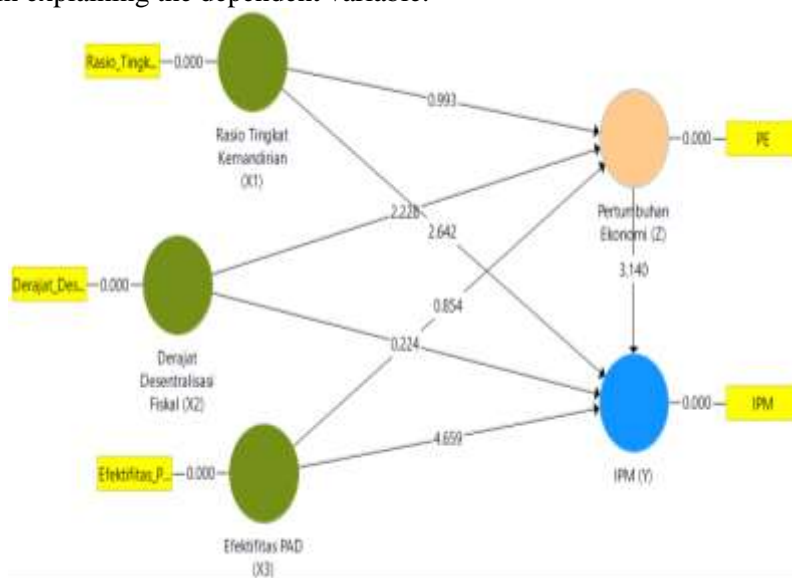 in explaining the dependent variable.
Rasio_Tingk...
0.000
Rasio Tingkat
Kemandirian
(X1)
0.993
0.000
PE
Pertumbuhan
Ekonomi (Z)
2.228
2.642
3.140
Derajat_Des...
0.000
Derajat
Desentralisasi
Fiskal (X2)
0.854
0.224
0.000
IPM
IPM (Y)
4.659
Efektifitas_P...
0.000
Efektifitas PAD
(X3)